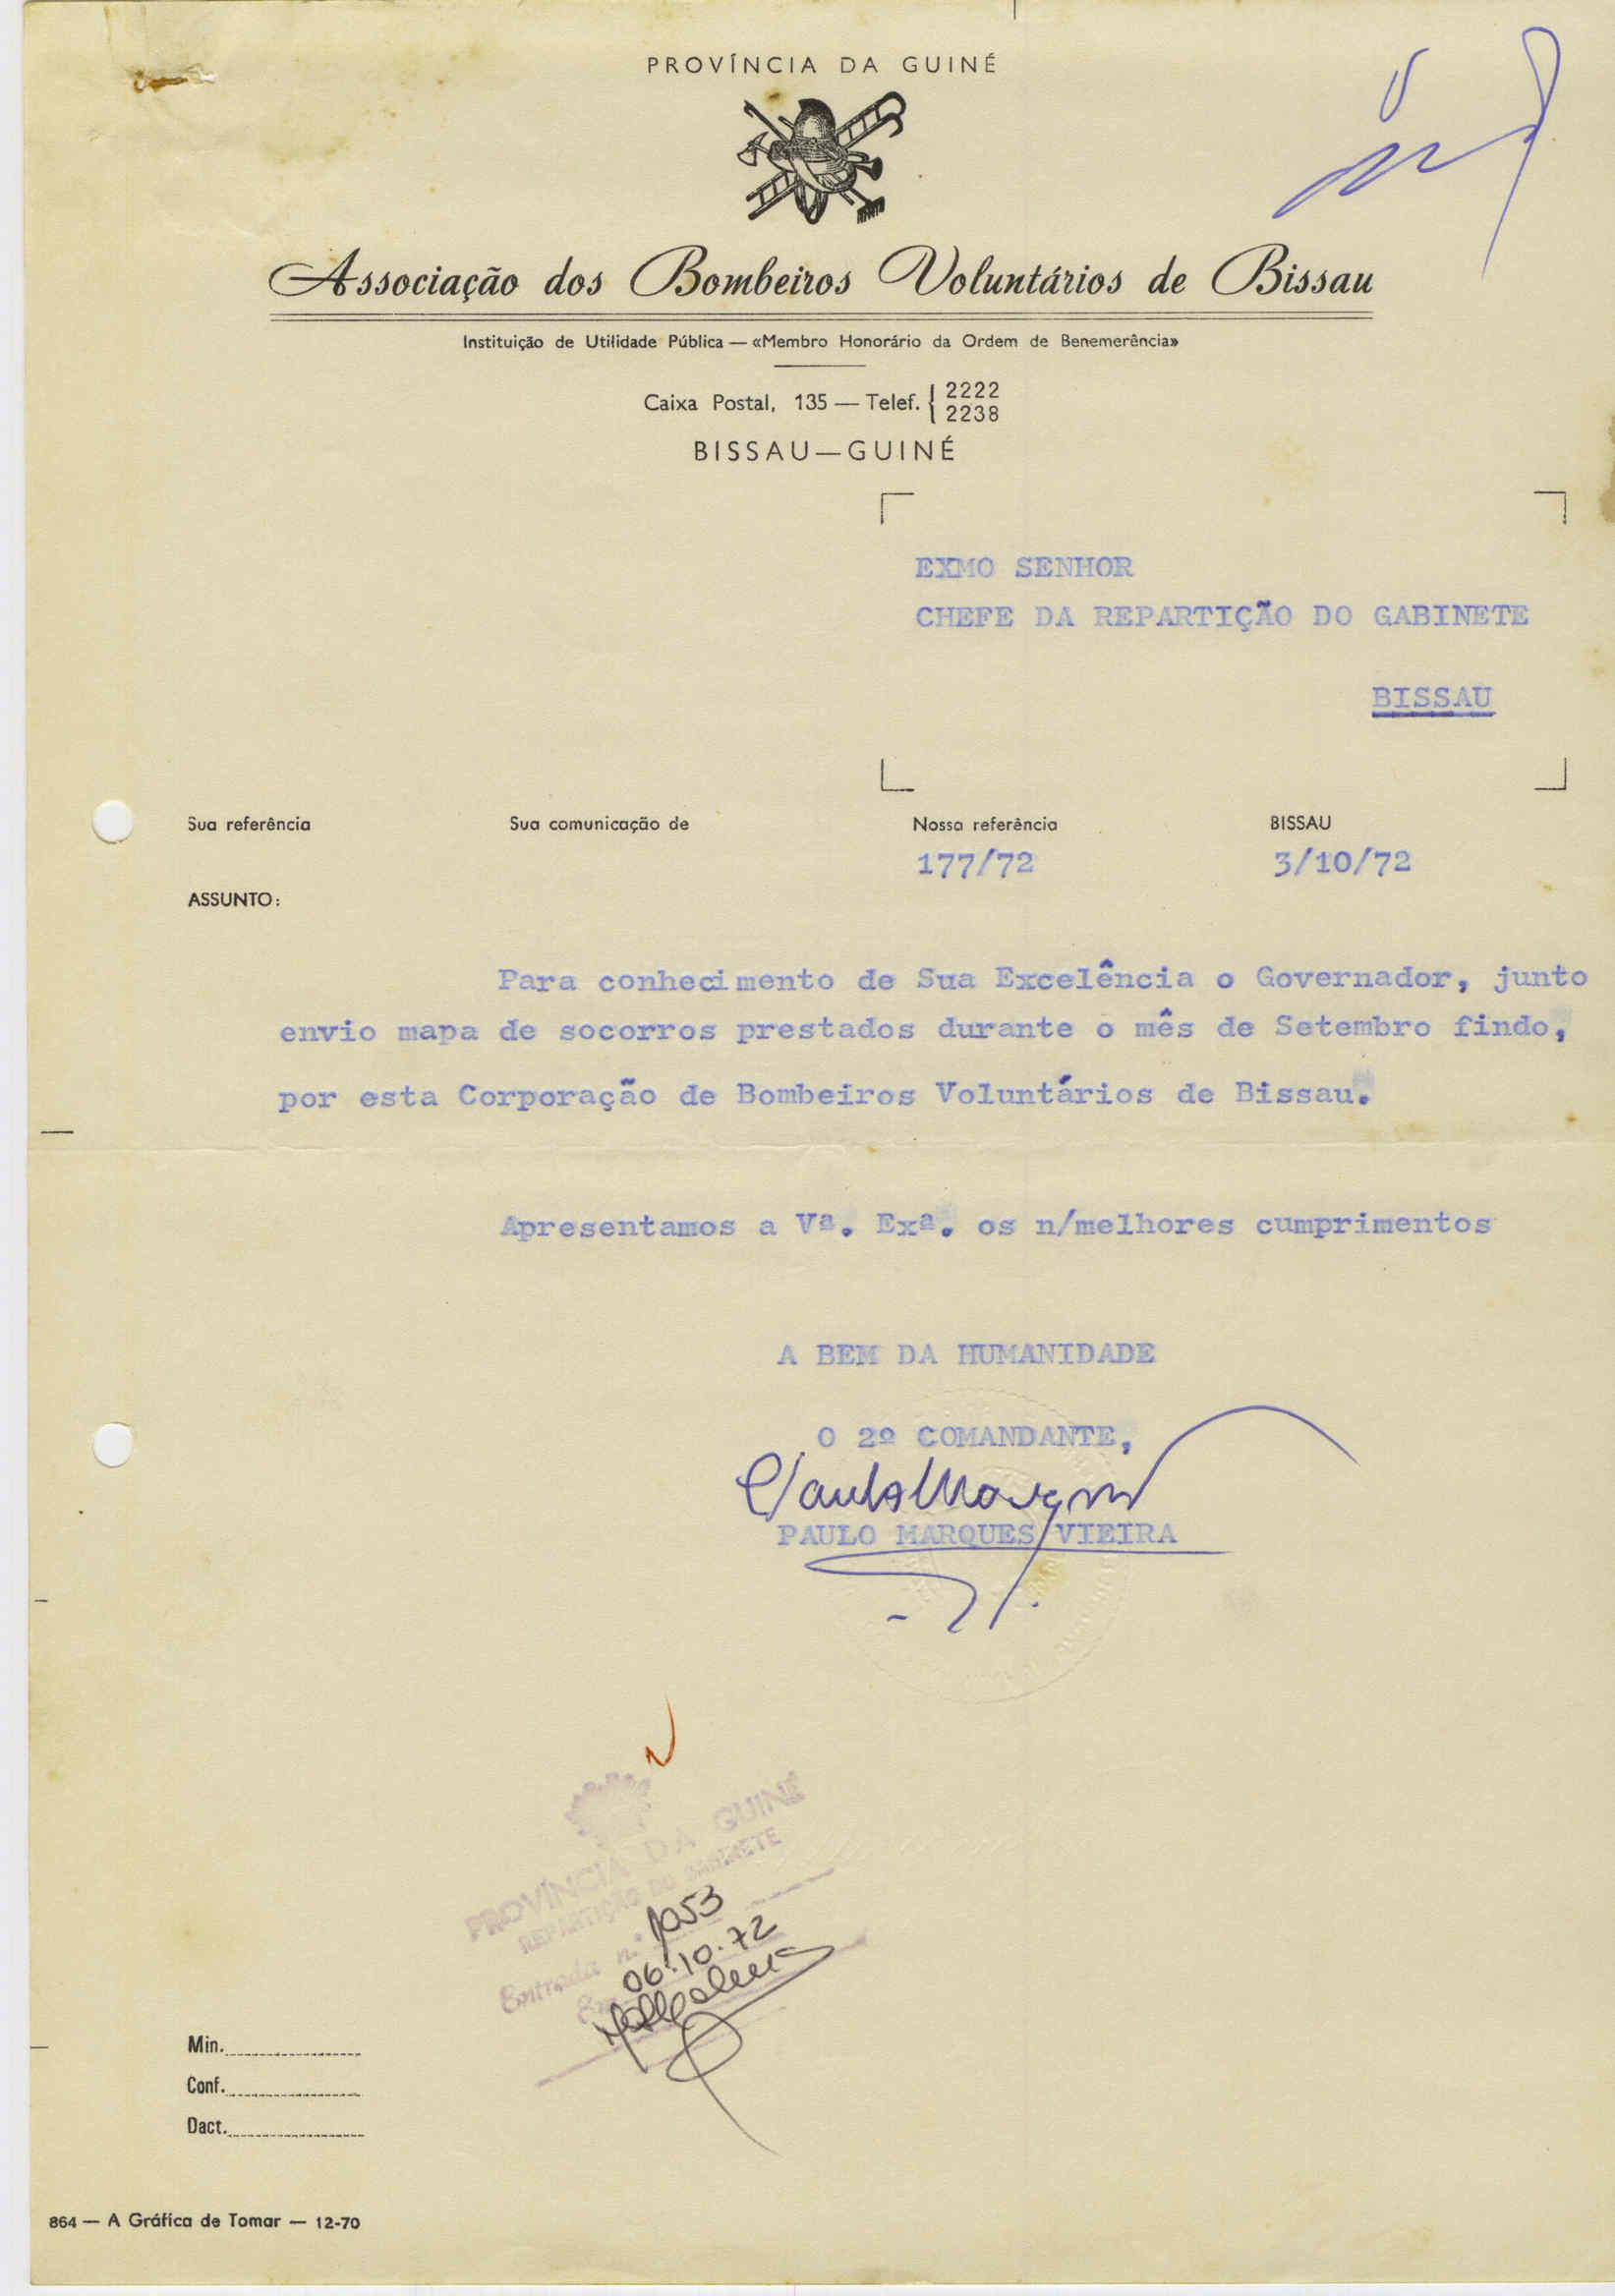 PROVÍNCIA DA GUINÉ
Associação dos Bombeiros Voluntários de Bissau
Instituição de Utilidade Pública — «Membro Honorário da Ordem de Benemerência»
Caixa Postal, 135 — Telef. { 2222
2238
BISSAU — GUINÉ
EXMO SENHOR
CHEFE DA REPARTIÇÃO DO GABINETE
BISSAU
Sua referência Sua comunicação de Nossa referência BISSAU
177/72 3/10/72
ASSUNTO:
Para conhecimento de Sua Excelência o Governador, junto
envio mapa de socorros prestados durante o mês de Setembro findo,
por esta Corporação de Bombeiros Voluntários de Bissau.
Apresentamos a Vª. Exª. os n/melhores cumprimentos
A BEM DA HUMANIDADE
O 2º COMANDANTE,
PAULO MARQUES VIEIRA
PROVÍNCIA DA GUINÉ
REPARTIÇÃO DO GABINETE
Entrada n.º 1053
Em 06.10.72
Min.
Conf.
Dact.
864 — A Gráfica de Tomar — 12-70